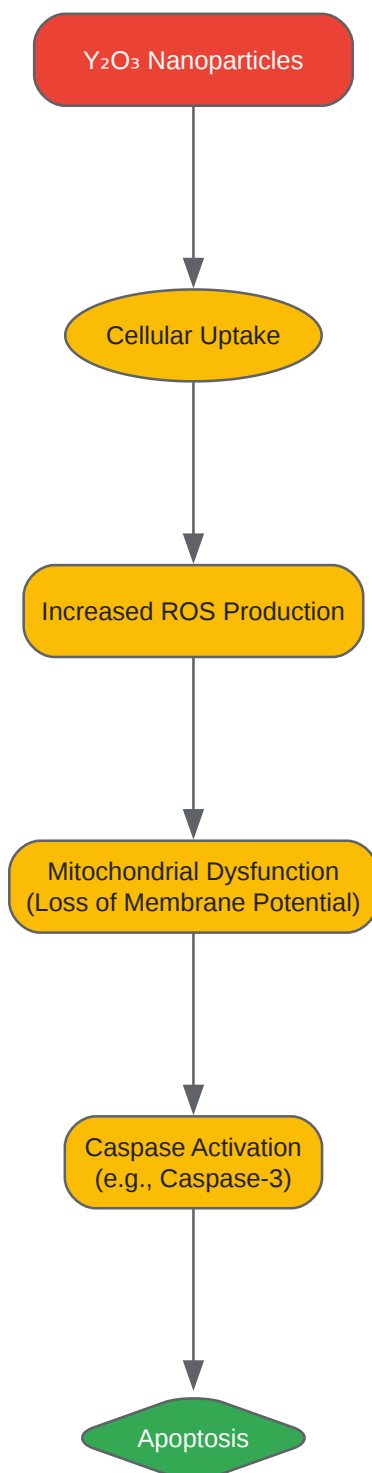 Y₂O₃ Nanoparticles
Cellular Uptake
Increased ROS Production
Mitochondrial Dysfunction
(Loss of Membrane Potential)
Caspase Activation
(e.g., Caspase-3)
Apoptosis